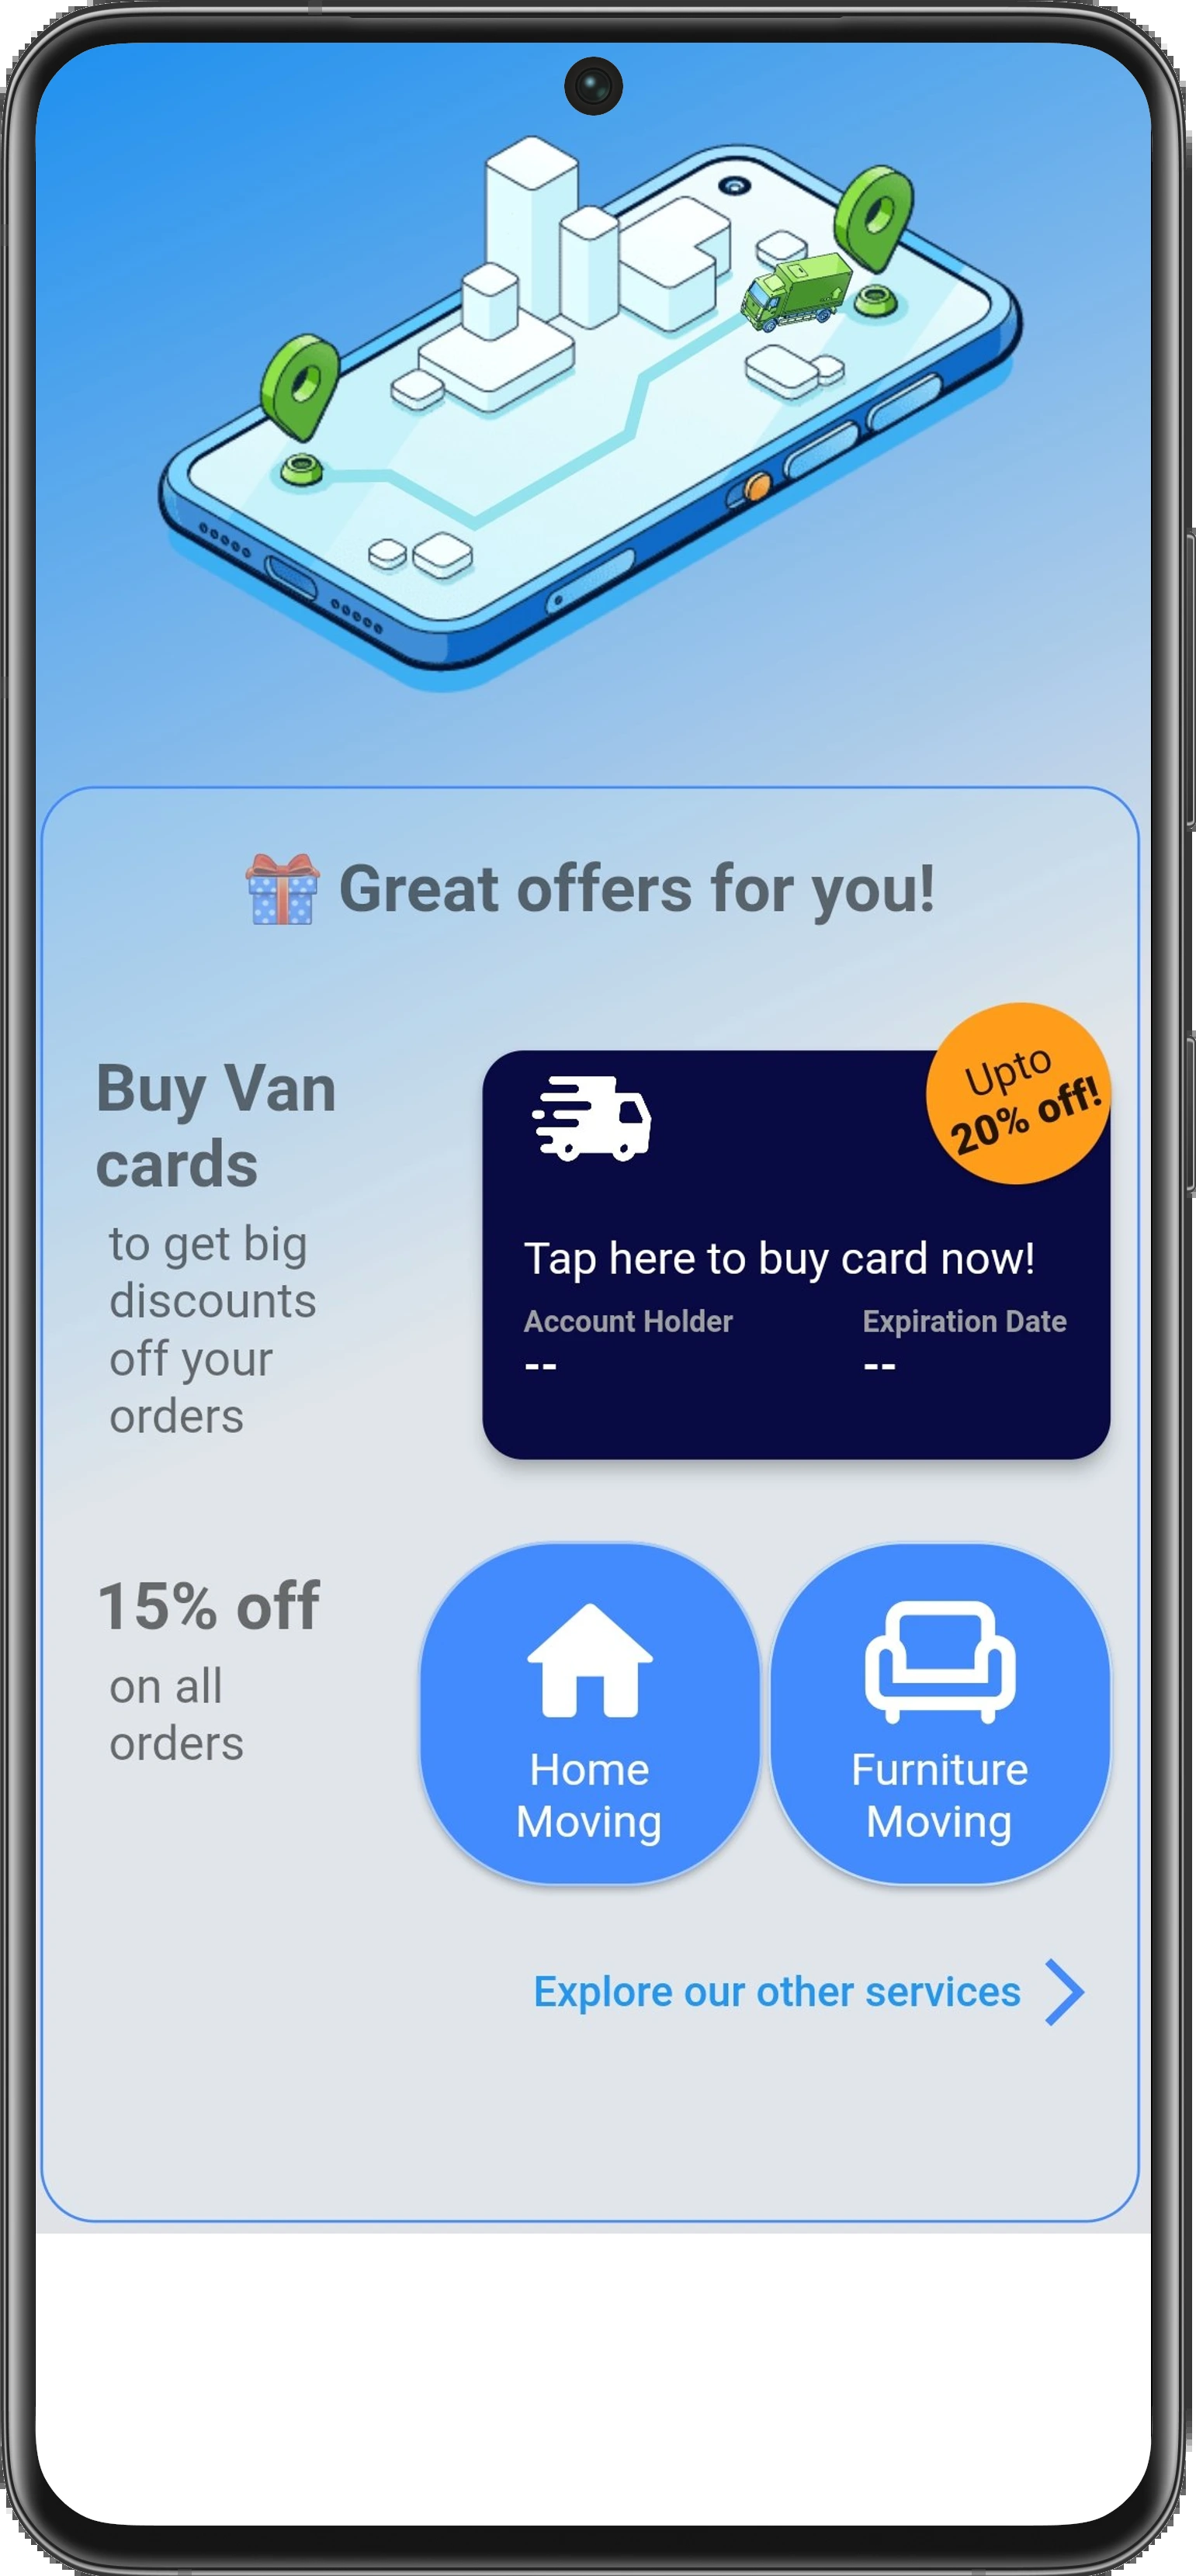 Great offers for you!
Buy Van
cards
to get big
discounts
off your
orders
Upto
20% off!
Tap here to buy card now!
Account Holder
Expiration Date
--
--
15% off
on all
orders
Home
Moving
Furniture
Moving
Explore our other services